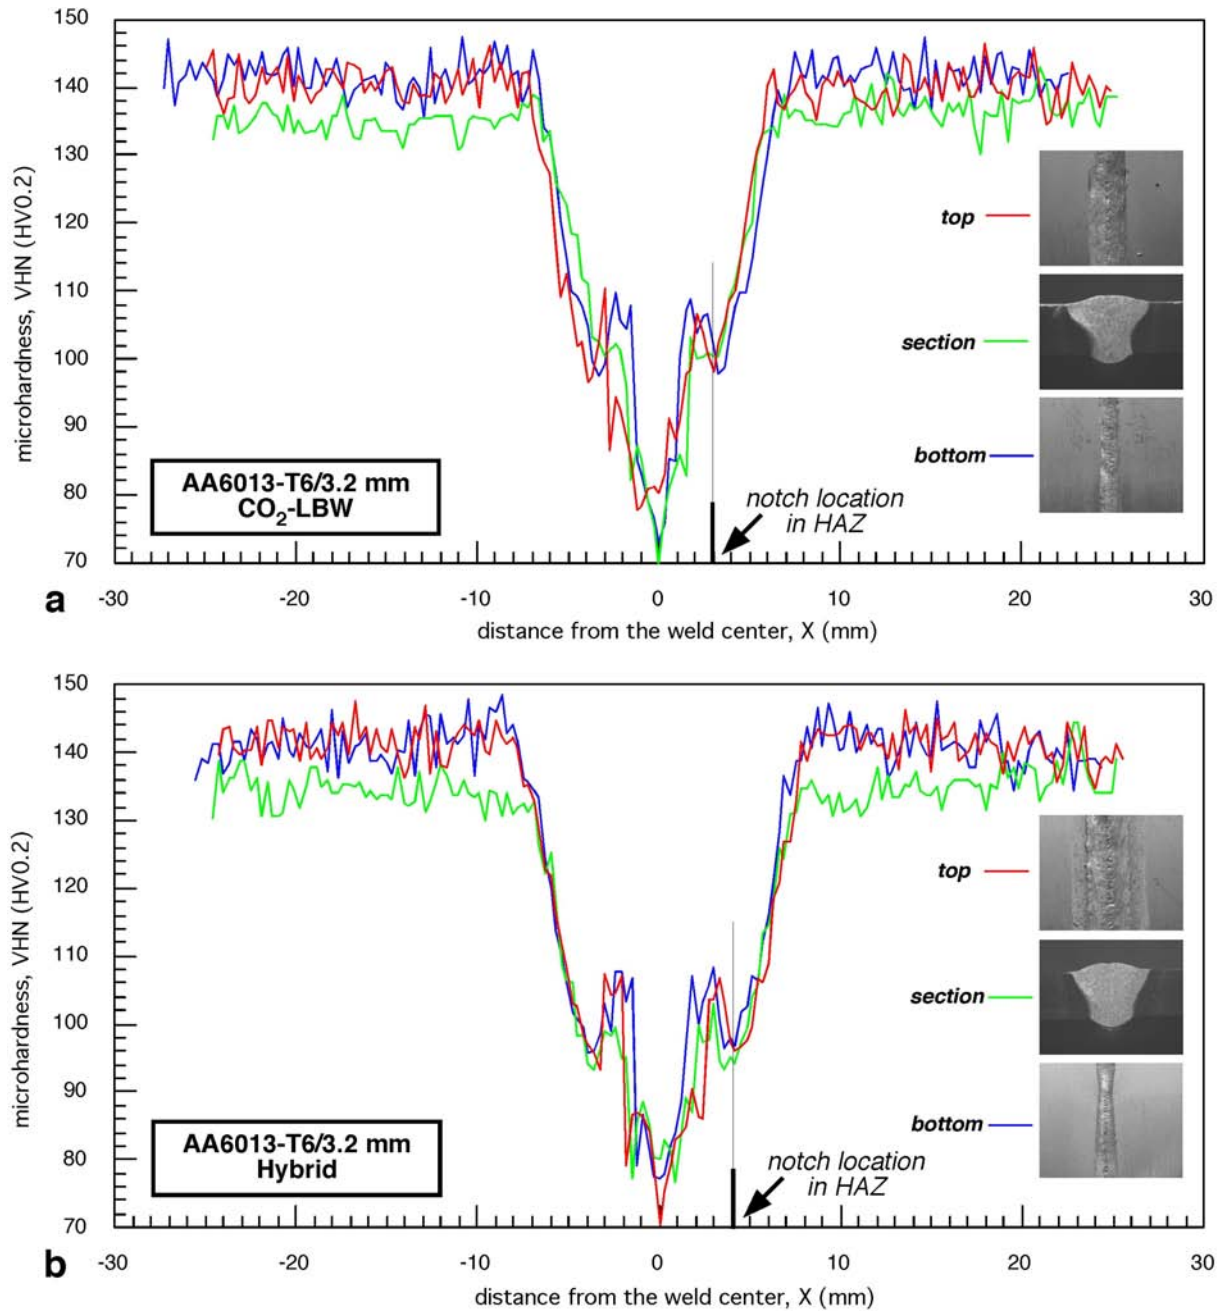 150
140
130
120
110
100
90
80
70
microhardness, VHN (HV0.2)
top
section
bottom
AA6013-T6/3.2 mm
CO2-LBW
notch location
in HAZ
a
-30 -20 -10 0 10 20 30
distance from the weld center, X (mm)
150
140
130
120
110
100
90
80
70
microhardness, VHN (HV0.2)
top
section
bottom
AA6013-T6/3.2 mm
Hybrid
notch location
in HAZ
b
-30 -20 -10 0 10 20 30
distance from the weld center, X (mm)